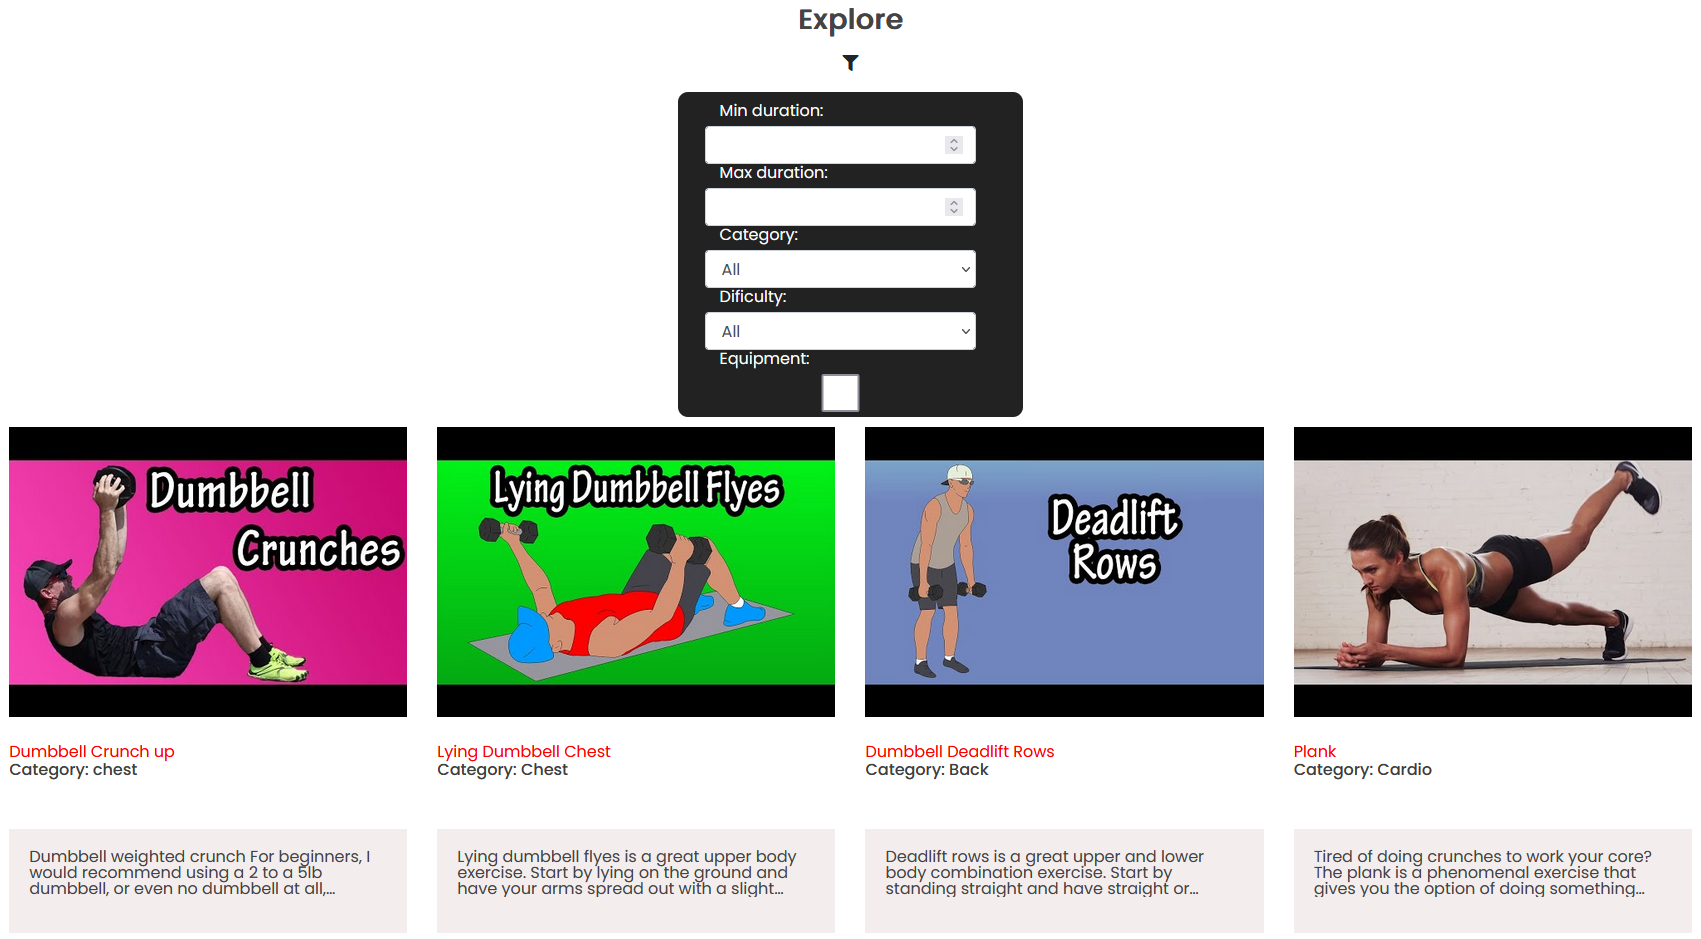 Explore
Min duration:
Max duration:
Category:
All
Dificulty:
All
Equipment:
Dumbbell
Crunches
Lying Dumbbell Flyes
Deadlift
Rows
Dumbbell Crunch up
Category: chest
Lying Dumbbell Chest
Category: Chest
Dumbbell Deadlift Rows
Category: Back
Plank
Category: Cardio
Dumbbell weighted crunch For beginners, I
would recommend using a 2 to a 5lb
dumbbell, or even no dumbbell at all,...
Lying dumbbell flyes is a great upper body
exercise. Start by lying on the ground and
have your arms spread out with a slight...
Deadlift rows is a great upper and lower
body combination exercise. Start by
standing straight and have straight or...
Tired of doing crunches to work your core?
The plank is a phenomenal exercise that
gives you the option of doing something...